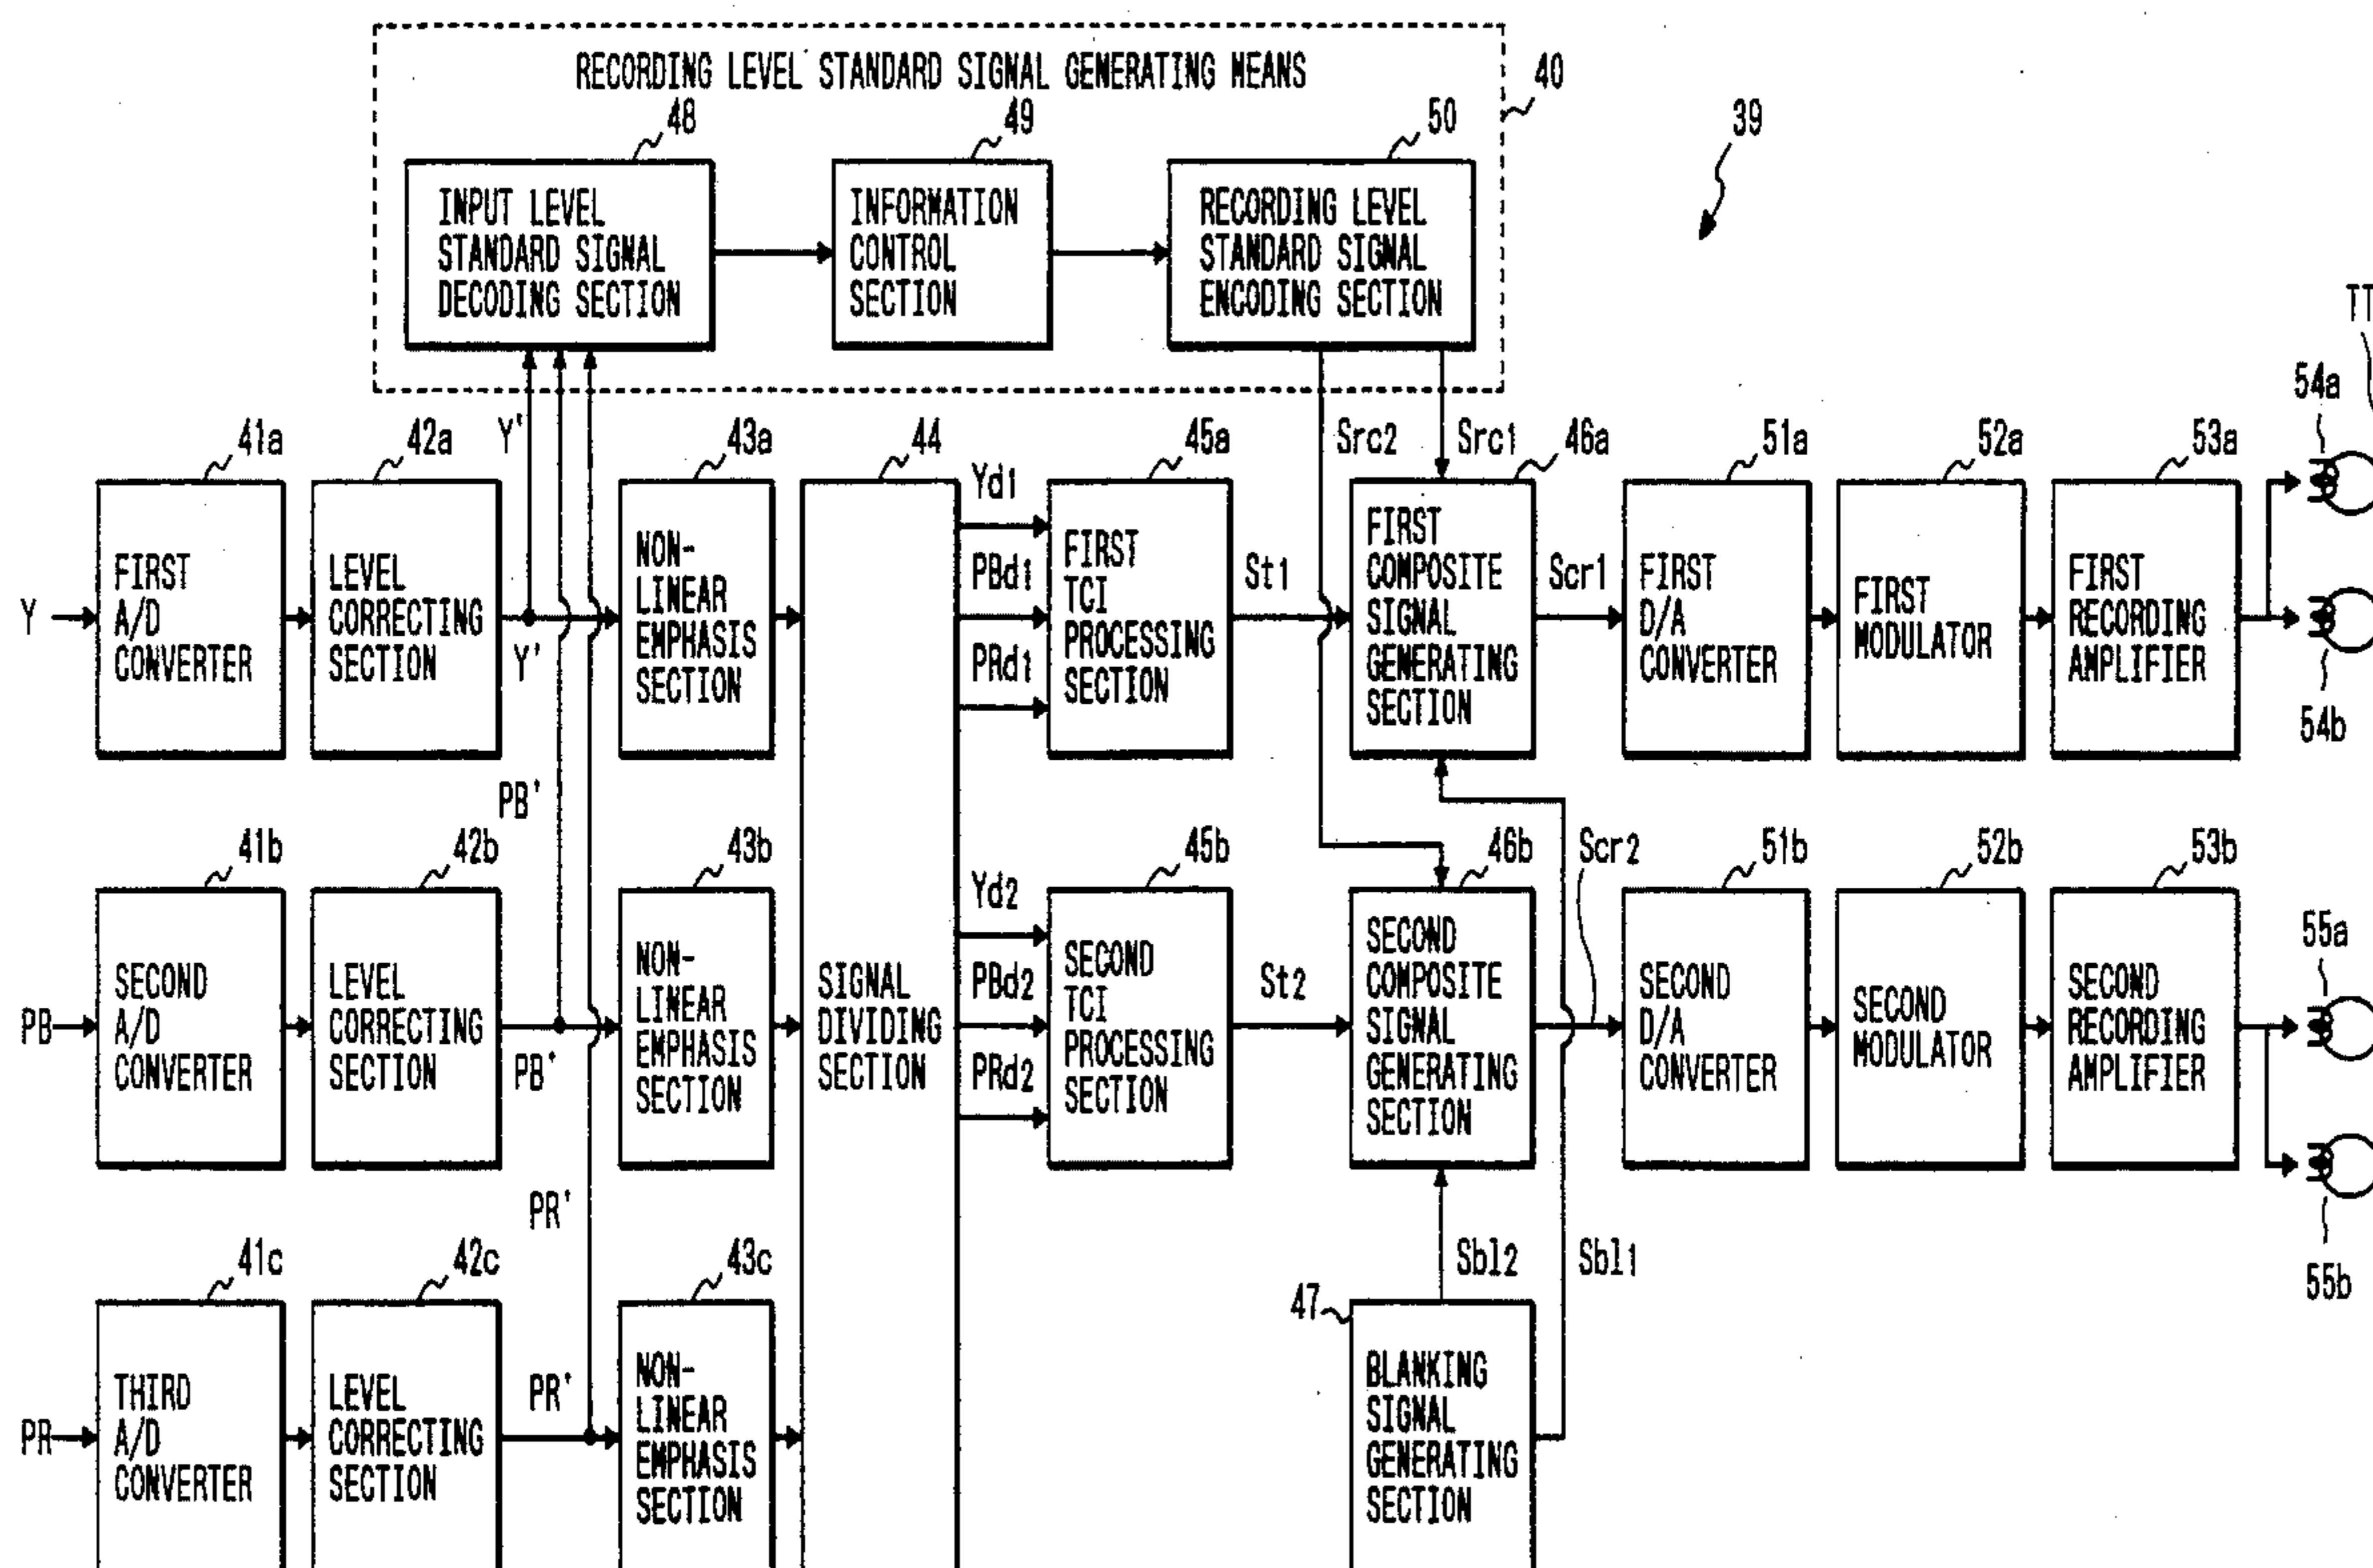 RECORDING LEVEL STANDARD SIGNAL GENERATING MEANS
40
39
48
49
50
INPUT LEVEL
STANDARD SIGNAL
DECODING SECTION
INFORMATION
CONTROL
SECTION
RECORDING LEVEL
STANDARD SIGNAL
ENCODING SECTION
TT
54a
41a
42a
Y'
43a
44
45a
Src2
Src1
46a
51a
52a
53a
Y
FIRST
A/D
CONVERTER
LEVEL
CORRECTING
SECTION
Y'
NON-
LINEAR
EMPHASIS
SECTION
Yd1
PBd1
PRd1
FIRST
TCI
PROCESSING
SECTION
St1
FIRST
COMPOSITE
SIGNAL
GENERATING
SECTION
Scr1
FIRST
D/A
CONVERTER
FIRST
MODULATOR
FIRST
RECORDING
AMPLIFIER
54b
PB'
41b
42b
43b
45b
46b
Scr2
51b
52b
53b
PB
SECOND
A/D
CONVERTER
LEVEL
CORRECTING
SECTION
PB'
NON-
LINEAR
EMPHASIS
SECTION
SIGNAL
DIVIDING
SECTION
Yd2
PBd2
PRd2
SECOND
TCI
PROCESSING
SECTION
St2
SECOND
COMPOSITE
SIGNAL
GENERATING
SECTION
SECOND
D/A
CONVERTER
SECOND
MODULATOR
SECOND
RECORDING
AMPLIFIER
55a
55b
PR'
41c
42c
43c
Sbl2
Sbl1
47
PR
THIRD
A/D
CONVERTER
LEVEL
CORRECTING
SECTION
PR'
NON-
LINEAR
EMPHASIS
SECTION
BLANKING
SIGNAL
GENERATING
SECTION